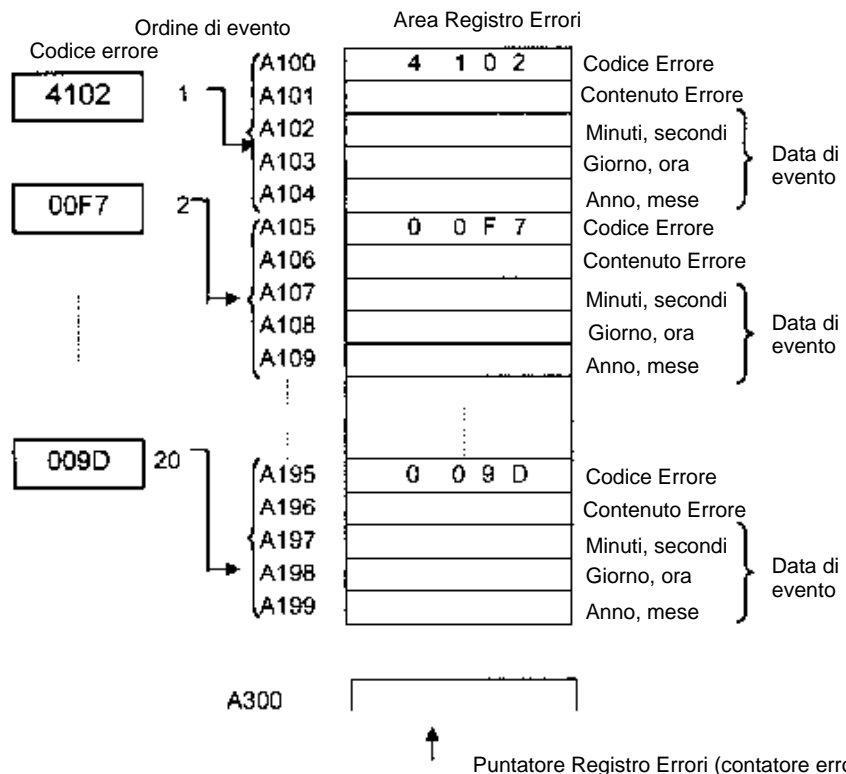 Ordine di evento
Area Registro Errori
Codice errore
4102 1
A100 4 1 0 2 Codice Errore
A101 Contenuto Errore
A102 Minuti, secondi
A103 Giorno, ora
A104 Anno, mese
Data di
evento
00F7 2
A105 0 0 F 7 Codice Errore
A106 Contenuto Errore
A107 Minuti, secondi
A108 Giorno, ora
A109 Anno, mese
Data di
evento
009D 20
A195 0 0 9 D Codice Errore
A196 Contenuto Errore
A197 Minuti, secondi
A198 Giorno, ora
A199 Anno, mese
Data di
evento
A300
Puntatore Registro Errori (contatore